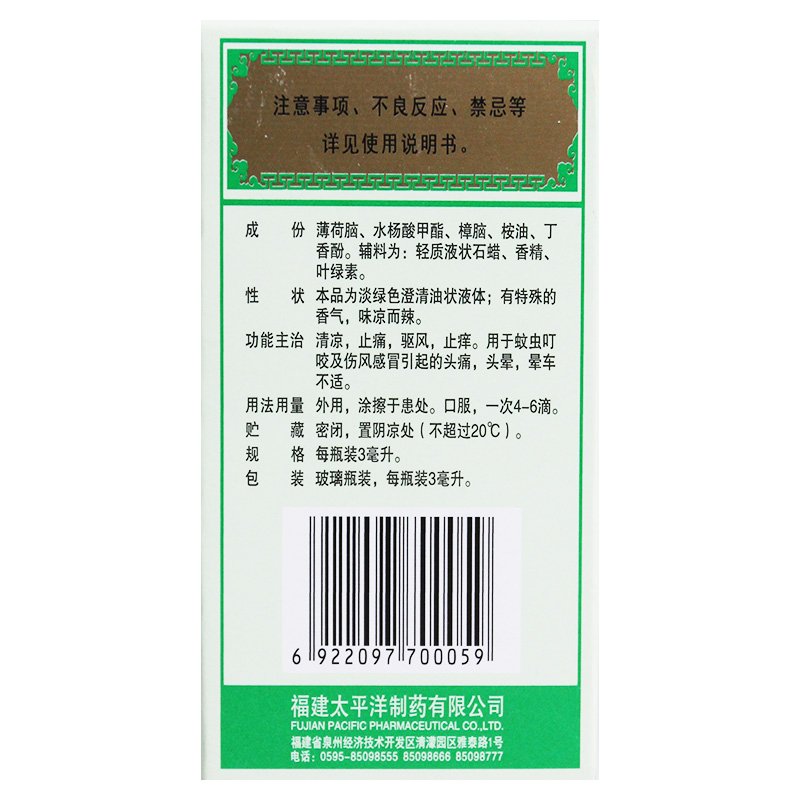 注意事项、不良反应、禁忌等
详见使用说明书。
成份 薄荷脑、水杨酸甲酯、樟脑、桉油、丁
香酚。辅料为：轻质液状石蜡、香精、
叶绿素。
性状 本品为淡绿色澄清油状液体；有特殊的
香气，味凉而辣。
功能主治 清凉，止痛，驱风，止痒。用于蚊虫叮
咬及伤风感冒引起的头痛，头晕，晕车
不适。
用法用量 外用，涂擦于患处。口服，一次4-6滴。
贮藏 密闭，置阴凉处（不超过20℃）。
规格 每瓶装3毫升。
包装 玻璃瓶装，每瓶装3毫升。
6 922097 700059
福建太平洋制药有限公司
FUJIAN PACIFIC PHARMACEUTICAL CO.,LTD.
福建省泉州经济技术开发区清濛园区雅泰路1号
电话：0595-85098555 85098666 85098777